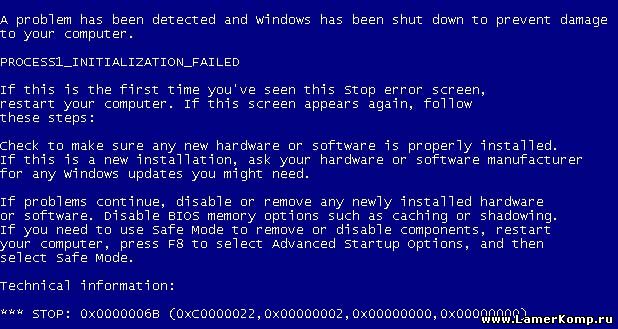 A problem has been detected and Windows has been shut down to prevent damage
to your computer.
PROCESS1_INITIALIZATION_FAILED
If this is the first time you've seen this Stop error screen,
restart your computer. If this screen appears again, follow
these steps:
Check to make sure any new hardware or software is properly installed.
If this is a new installation, ask your hardware or software manufacturer
for any Windows updates you might need.
If problems continue, disable or remove any newly installed hardware
or software. Disable BIOS memory options such as caching or shadowing.
If you need to use Safe Mode to remove or disable components, restart
your computer, press F8 to select Advanced Startup Options, and then
select Safe Mode.
Technical information:
*** STOP: 0x0000006B (0xC0000022,0x00000002,0x00000000,0x00000000)
www.LamerKomp.ru